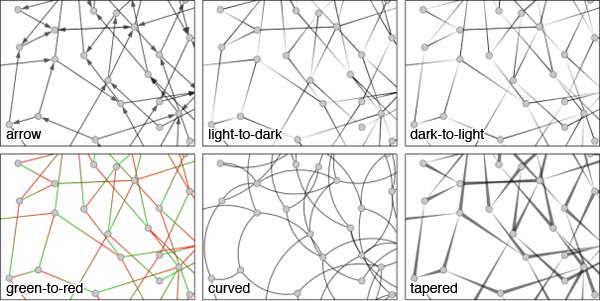 arrow
light-to-dark
dark-to-light
green-to-red
curved
tapered